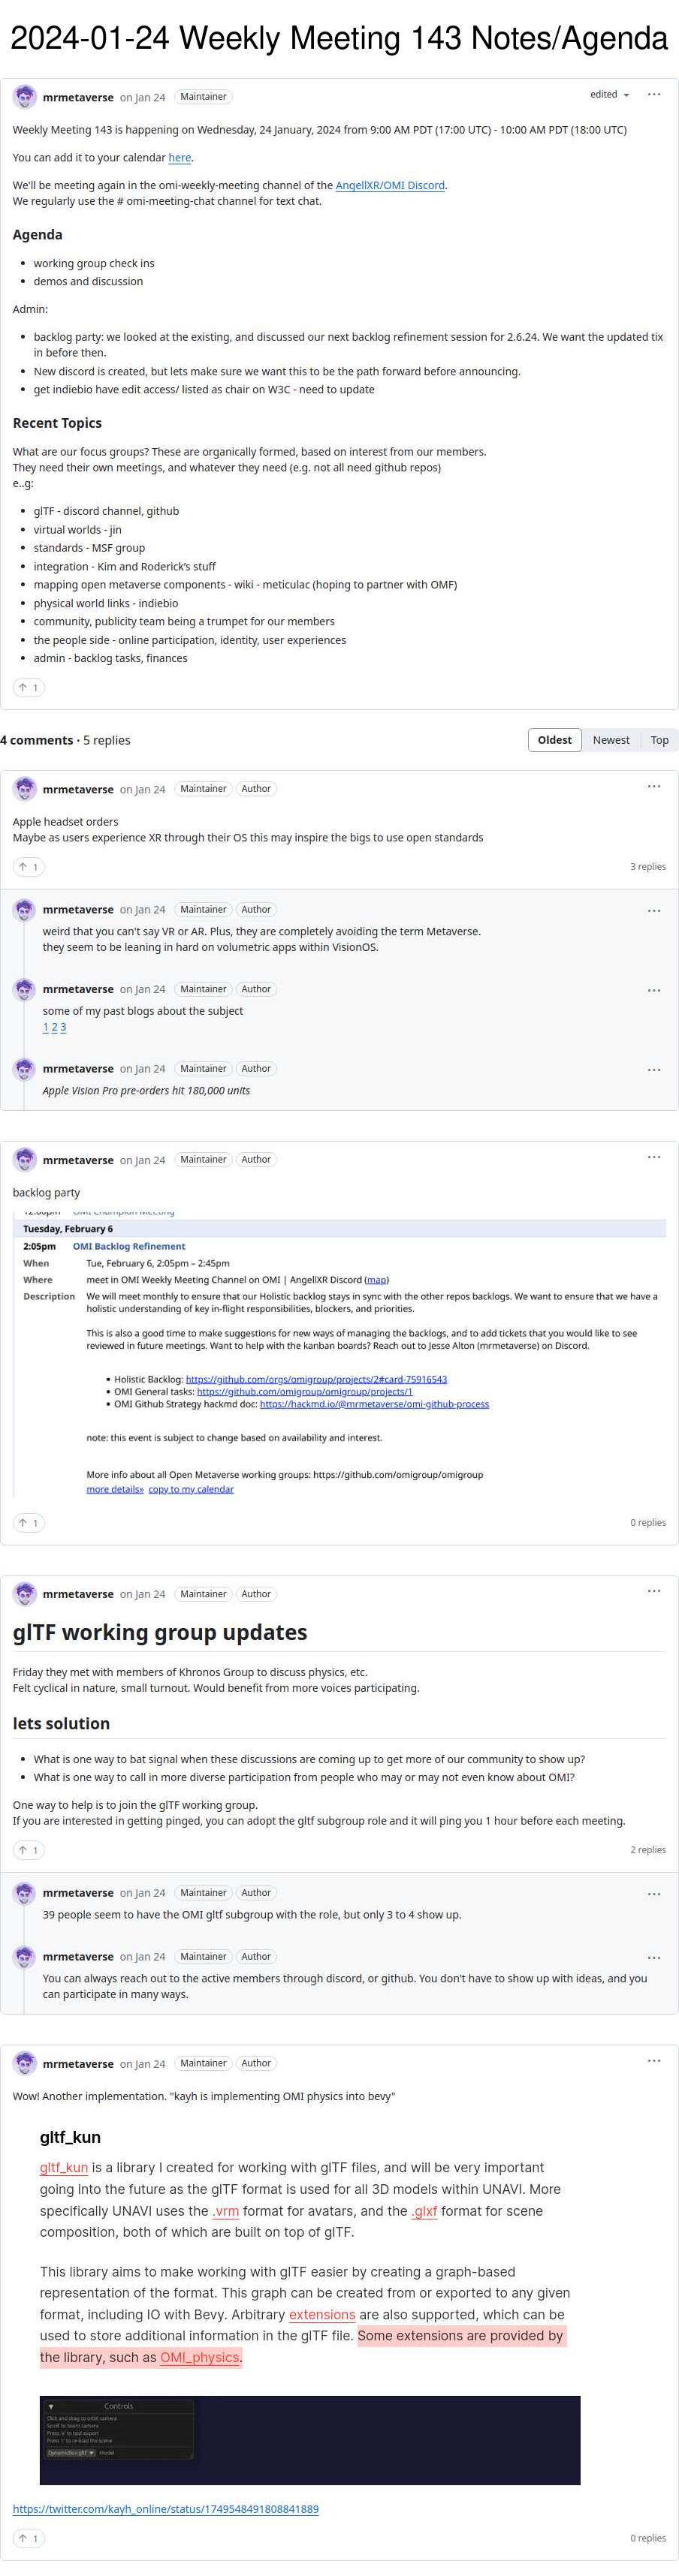 2024-01-24 Weekly Meeting 143 Notes/Agenda
mrmetaverse on Jan 24 Maintainer edited
Weekly Meeting 143 is happening on Wednesday, 24 January, 2024 from 9:00 AM PDT (17:00 UTC) - 10:00 AM PDT (18:00 UTC)
You can add it to your calendar here.
We'll be meeting again in the omi-weekly-meeting channel of the AngellXR/OMI Discord.
We regularly use the # omi-meeting-chat channel for text chat.
Agenda
• working group check ins
• demos and discussion
Admin:
• backlog party: we looked at the existing, and discussed our next backlog refinement session for 2.6.24. We want the updated tix
in before then.
• New discord is created, but lets make sure we want this to be the path forward before announcing.
• get indiebio have edit access/ listed as chair on W3C - need to update
Recent Topics
What are our focus groups? These are organically formed, based on interest from our members.
They need their own meetings, and whatever they need (e.g. not all need github repos)
e..g:
• glTF - discord channel, github
• virtual worlds - jin
• standards - MSF group
• integration - Kim and Roderick's stuff
• mapping open metaverse components - wiki - meticulac (hoping to partner with OMF)
• physical world links - indiebio
• community, publicity team being a trumpet for our members
• the people side - online participation, identity, user experiences
• admin - backlog tasks, finances
↑ 1
4 comments · 5 replies Oldest Newest Top
mrmetaverse on Jan 24 Maintainer Author
Apple headset orders
Maybe as users experience XR through their OS this may inspire the bigs to use open standards
↑ 1 3 replies
mrmetaverse on Jan 24 Maintainer Author
weird that you can't say VR or AR. Plus, they are completely avoiding the term Metaverse.
they seem to be leaning in hard on volumetric apps within VisionOS.
mrmetaverse on Jan 24 Maintainer Author
some of my past blogs about the subject
1 2 3
mrmetaverse on Jan 24 Maintainer Author
Apple Vision Pro pre-orders hit 180,000 units
mrmetaverse on Jan 24 Maintainer Author
backlog party
12:00pm OMI Champion Meeting
Tuesday, February 6
2:05pm OMI Backlog Refinement
When Tue, February 6, 2:05pm – 2:45pm
Where meet in OMI Weekly Meeting Channel on OMI | AngellXR Discord (map)
Description We will meet monthly to ensure that our Holistic backlog stays in sync with the other repos backlogs. We want to ensure that we have a
holistic understanding of key in-flight responsibilities, blockers, and priorities.
This is also a good time to make suggestions for new ways of managing the backlogs, and to add tickets that you would like to see
reviewed in future meetings. Want to help with the kanban boards? Reach out to Jesse Alton (mrmetaverse) on Discord.
• Holistic Backlog: https://github.com/orgs/omigroup/projects/2#card-75916543
• OMI General tasks: https://github.com/omigroup/omigroup/projects/1
• OMI Github Strategy hackmd doc: https://hackmd.io/@mrmetaverse/omi-github-process
note: this event is subject to change based on availability and interest.
More info about all Open Metaverse working groups: https://github.com/omigroup/omigroup
more details» copy to my calendar
↑ 1 0 replies
mrmetaverse on Jan 24 Maintainer Author
glTF working group updates
Friday they met with members of Khronos Group to discuss physics, etc.
Felt cyclical in nature, small turnout. Would benefit from more voices participating.
lets solution
• What is one way to bat signal when these discussions are coming up to get more of our community to show up?
• What is one way to call in more diverse participation from people who may or may not even know about OMI?
One way to help is to join the glTF working group.
If you are interested in getting pinged, you can adopt the gltf subgroup role and it will ping you 1 hour before each meeting.
↑ 1 2 replies
mrmetaverse on Jan 24 Maintainer Author
39 people seem to have the OMI gltf subgroup with the role, but only 3 to 4 show up.
mrmetaverse on Jan 24 Maintainer Author
You can always reach out to the active members through discord, or github. You don't have to show up with ideas, and you
can participate in many ways.
mrmetaverse on Jan 24 Maintainer Author
Wow! Another implementation. "kayh is implementing OMI physics into bevy"
gltf_kun
gltf_kun is a library I created for working with glTF files, and will be very important
going into the future as the glTF format is used for all 3D models within UNAVI. More
specifically UNAVI uses the .vrm format for avatars, and the .glxf format for scene
composition, both of which are built on top of glTF.
This library aims to make working with glTF easier by creating a graph-based
representation of the format. This graph can be created from or exported to any given
format, including IO with Bevy. Arbitrary extensions are also supported, which can be
used to store additional information in the glTF file. Some extensions are provided by
the library, such as OMI_physics.
Controls
Click and drag to orbit camera
Scroll to zoom camera
Press 'e' to test export
Press 'r' to re-load the scene
DynamicBox.gltf Model
https://twitter.com/kayh_online/status/1749548491808841889
↑ 1 0 replies